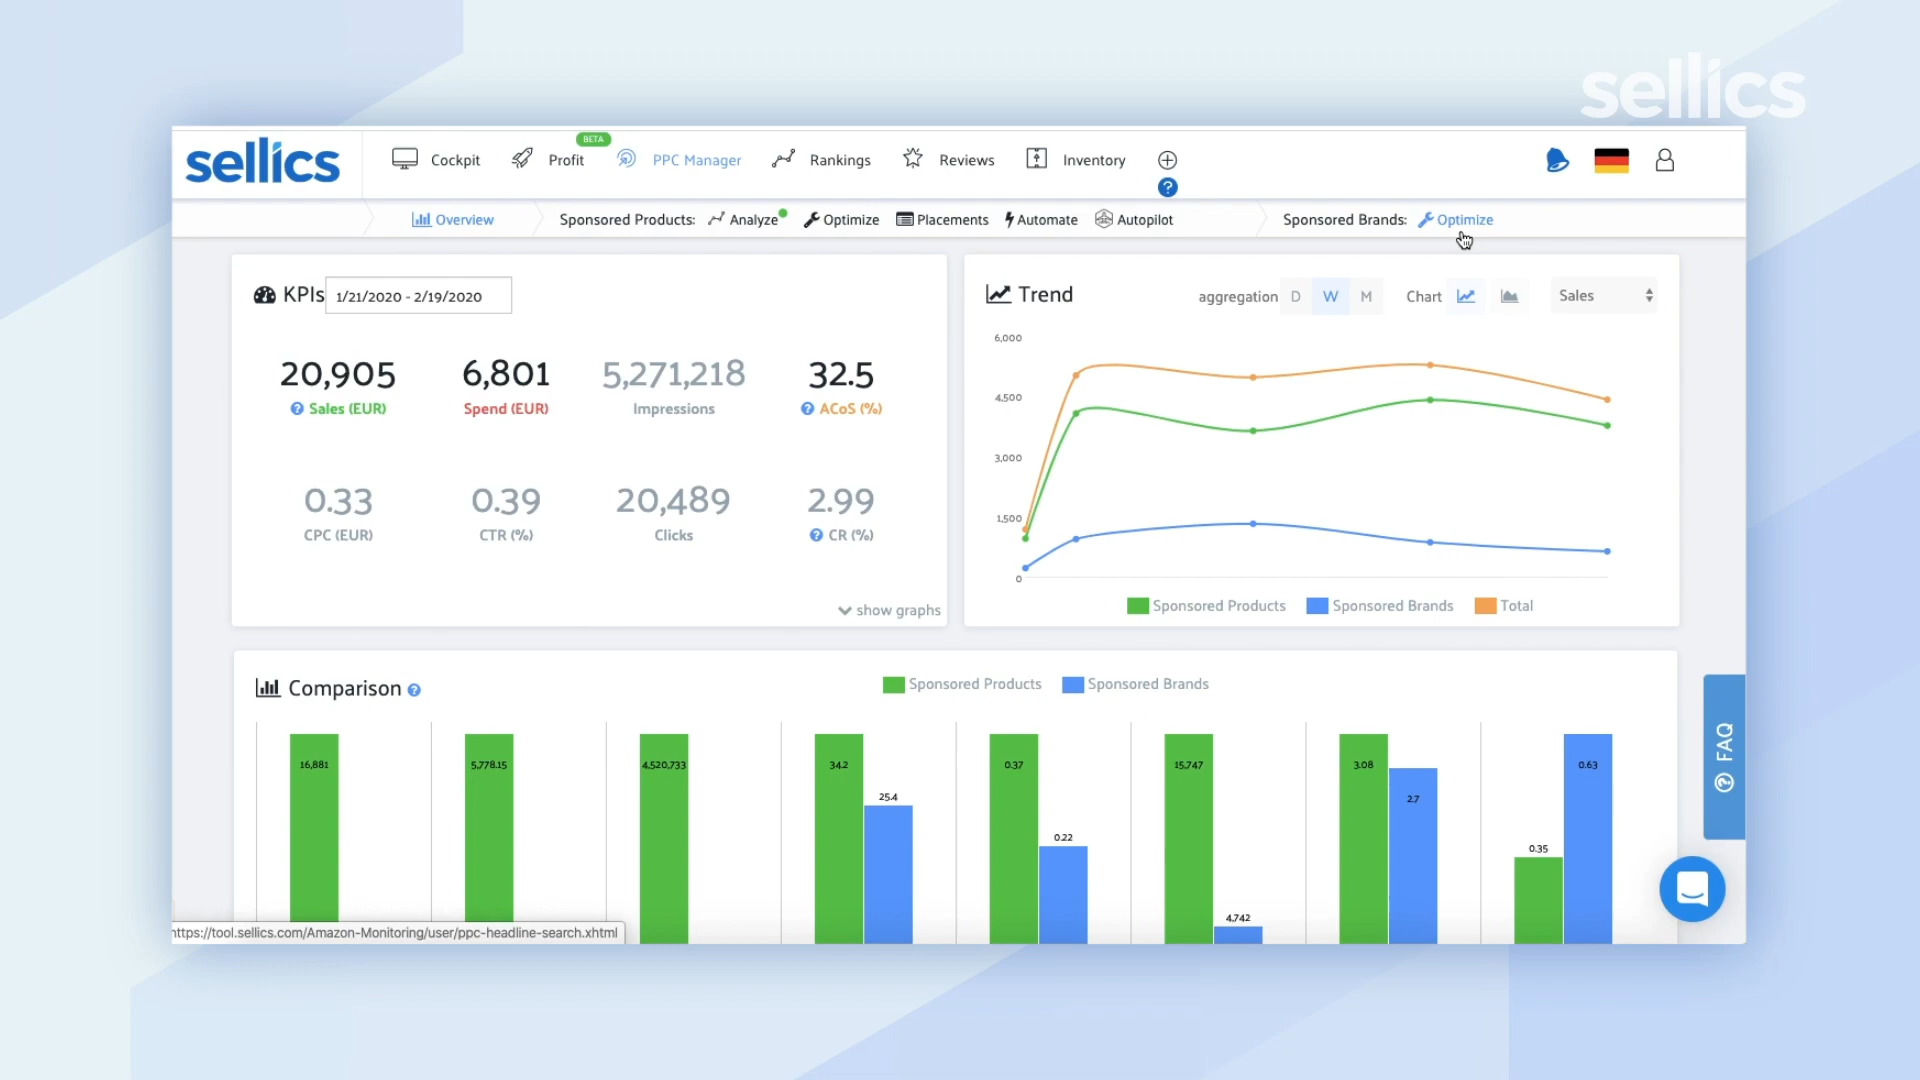 sellics
BETA
sellics Cockpit Profit PPC Manager Rankings Reviews Inventory
?
Overview Sponsored Products: Analyze Optimize Placements Automate Autopilot Sponsored Brands: Optimize
KPIs 1/21/2020 - 2/19/2020
20,905 6,801 5,271,218 32.5
? Sales (EUR) Spend (EUR) Impressions ? ACoS (%)
0.33 0.39 20,489 2.99
CPC (EUR) CTR (%) Clicks ? CR (%)
show graphs
Trend aggregation D W M Chart Sales
6,000
4,500
3,000
1,500
0
Sponsored Products Sponsored Brands Total
Comparison ? Sponsored Products Sponsored Brands
16,881 5,778.15 4,520,733 34.2 0.37 15,747 3.08 0.63
25.4 2.7
0.22 0.35
4,742
? FAQ
https://tool.sellics.com/Amazon-Monitoring/user/ppc-headline-search.xhtml